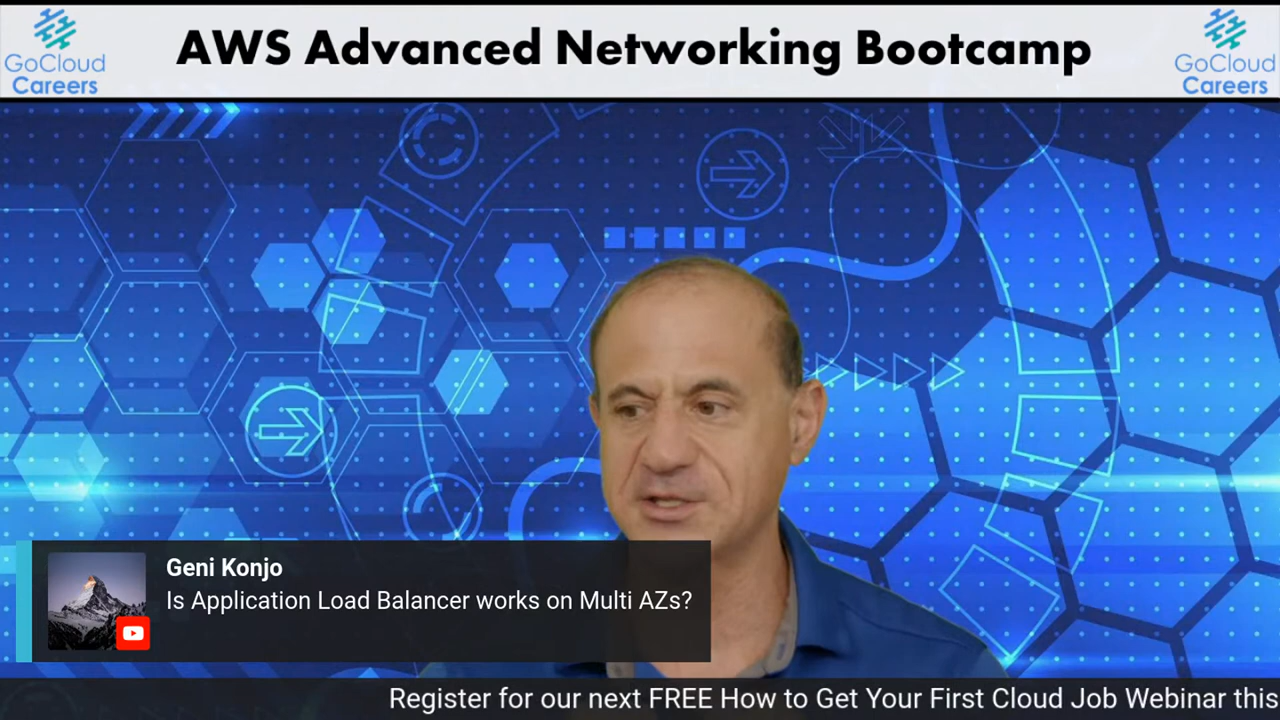 GoCloud
Careers
AWS Advanced Networking Bootcamp
GoCloud
Careers
Geni Konjo
Is Application Load Balancer works on Multi AZs?
Register for our next FREE How to Get Your First Cloud Job Webinar this